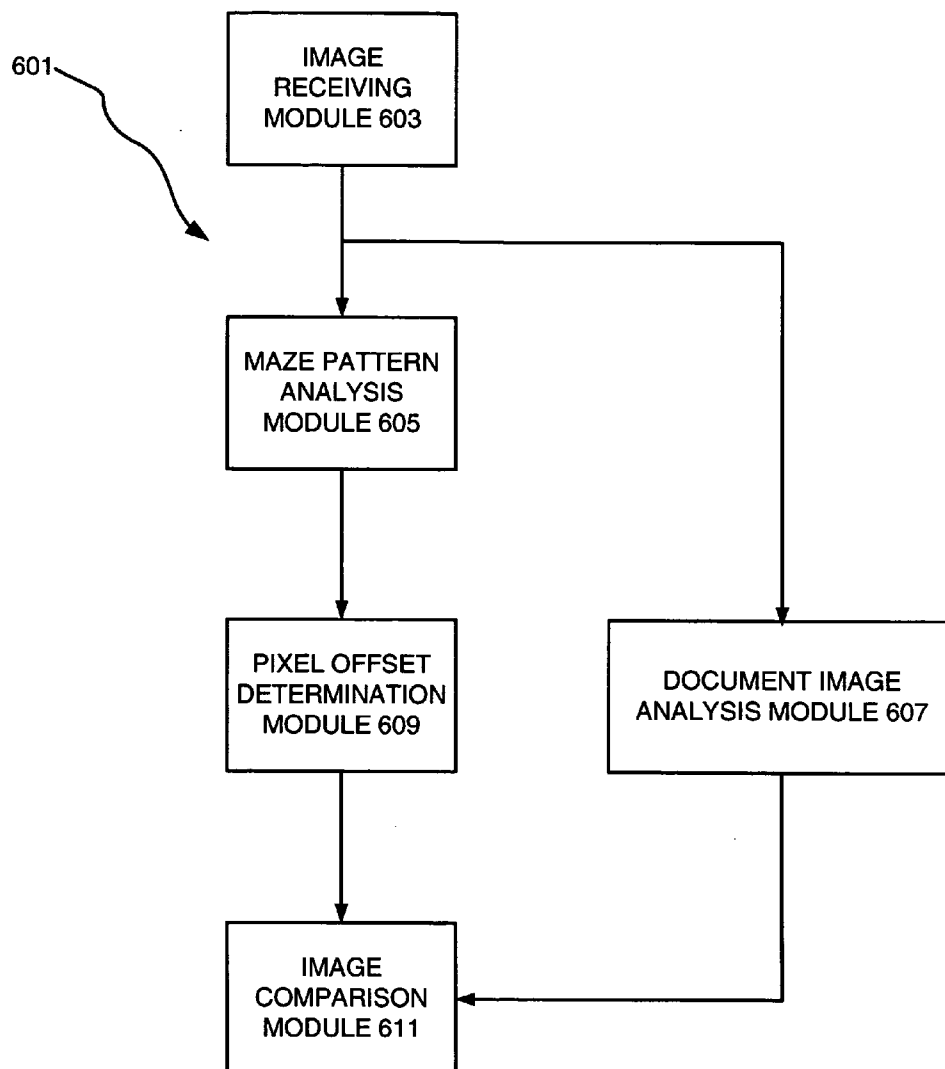 601
IMAGE
RECEIVING
MODULE 603
MAZE PATTERN
ANALYSIS
MODULE 605
PIXEL OFFSET
DETERMINATION
MODULE 609
DOCUMENT IMAGE
ANALYSIS MODULE 607
IMAGE
COMPARISON
MODULE 611